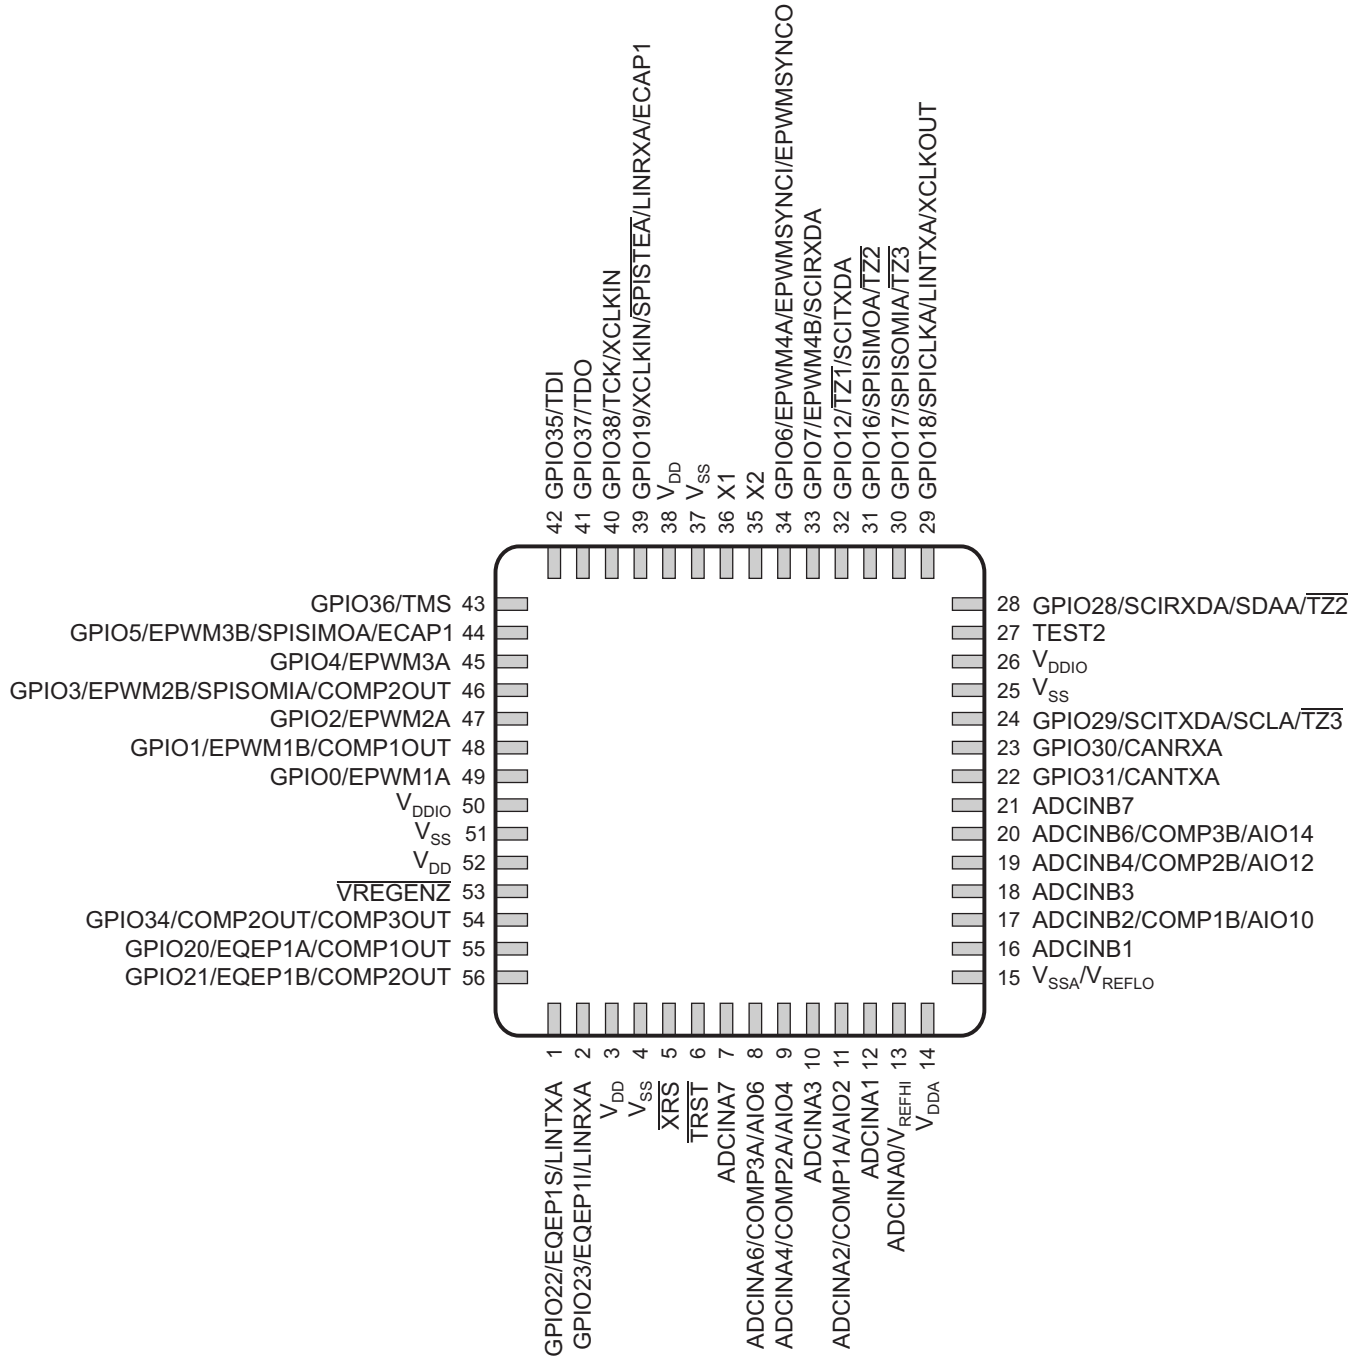 42 GPIO35/TDI
41 GPIO37/TDO
40 GPIO38/TCK/XCLKIN
39 GPIO19/XCLKIN/SPISTEA/LINRXA/ECAP1
38 VDD
37 VSS
36 X1
35 X2
34 GPIO6/EPWM4A/EPWMSYNCI/EPWMSYNCO
33 GPIO7/EPWM4B/SCIRXDA
32 GPIO12/TZ1/SCITXDA
31 GPIO16/SPISIMOA/TZ2
30 GPIO17/SPISOMIA/TZ3
29 GPIO18/SPICLKA/LINTXA/XCLKOUT
GPIO36/TMS 43
GPIO5/EPWM3B/SPISIMOA/ECAP1 44
GPIO4/EPWM3A 45
GPIO3/EPWM2B/SPISOMIA/COMP2OUT 46
GPIO2/EPWM2A 47
GPIO1/EPWM1B/COMP1OUT 48
GPIO0/EPWM1A 49
VDDIO 50
VSS 51
VDD 52
VREGENZ 53
GPIO34/COMP2OUT/COMP3OUT 54
GPIO20/EQEP1A/COMP1OUT 55
GPIO21/EQEP1B/COMP2OUT 56
28 GPIO28/SCIRXDA/SDAA/TZ2
27 TEST2
26 VDDIO
25 VSS
24 GPIO29/SCITXDA/SCLA/TZ3
23 GPIO30/CANRXA
22 GPIO31/CANTXA
21 ADCINB7
20 ADCINB6/COMP3B/AIO14
19 ADCINB4/COMP2B/AIO12
18 ADCINB3
17 ADCINB2/COMP1B/AIO10
16 ADCINB1
15 VSSA/VREFLO
GPIO22/EQEP1S/LINTXA 1
GPIO23/EQEP1I/LINRXA 2
VDD 3
VSS 4
XRS 5
TRST 6
ADCINA7 7
ADCINA6/COMP3A/AIO6 8
ADCINA4/COMP2A/AIO4 9
ADCINA3 10
ADCINA2/COMP1A/AIO2 11
ADCINA1 12
ADCINA0/VREFHI 13
VDDA 14